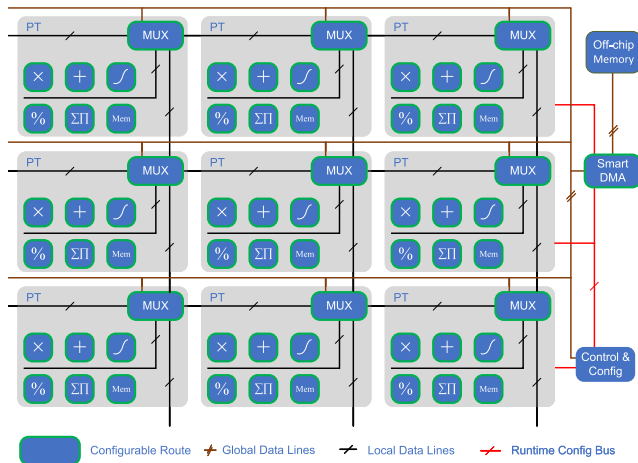 PT MUX PT MUX PT MUX
Off-chip
Memory
× + ∫ × + ∫ × + ∫
% ΣΠ Mem % ΣΠ Mem % ΣΠ Mem
PT MUX PT MUX PT MUX
Smart
DMA
× + ∫ × + ∫ × + ∫
% ΣΠ Mem % ΣΠ Mem % ΣΠ Mem
PT MUX PT MUX PT MUX
× + ∫ × + ∫ × + ∫
Control &
Config
% ΣΠ Mem % ΣΠ Mem % ΣΠ Mem
Configurable Route Global Data Lines Local Data Lines Runtime Config Bus